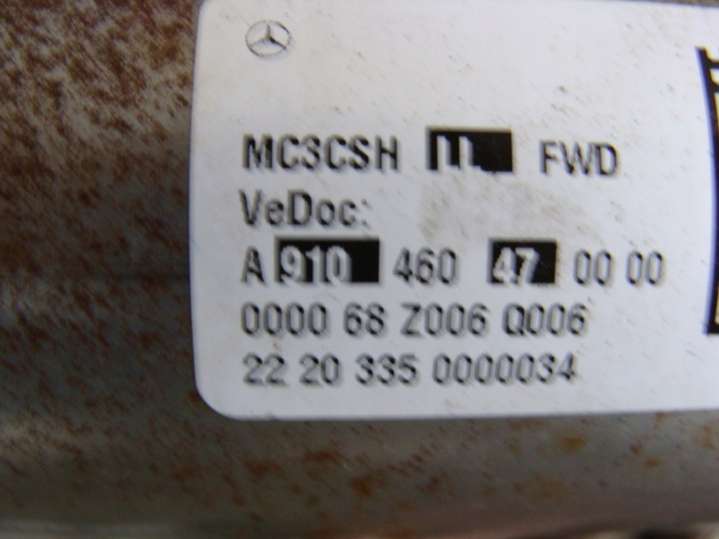 MC3CSH LL FWD
VeDoc:
A 910 460 47 00 00
0000 68 Z006 Q006
22 20 335 0000034